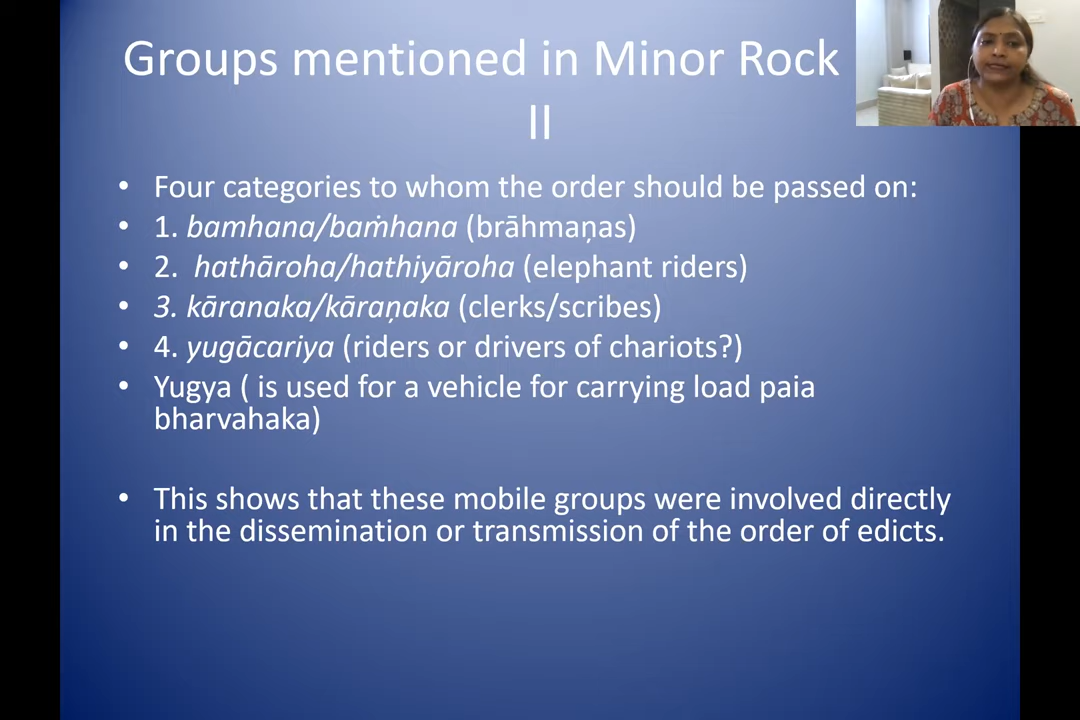 Groups mentioned in Minor Rock
II
• Four categories to whom the order should be passed on:
• 1. bamhana/baṁhana (brāhmaṇas)
• 2. hathāroha/hathiyāroha (elephant riders)
• 3. kāranaka/kāraṇaka (clerks/scribes)
• 4. yugācariya (riders or drivers of chariots?)
• Yugya ( is used for a vehicle for carrying load paia
bharvahaka)
• This shows that these mobile groups were involved directly
in the dissemination or transmission of the order of edicts.